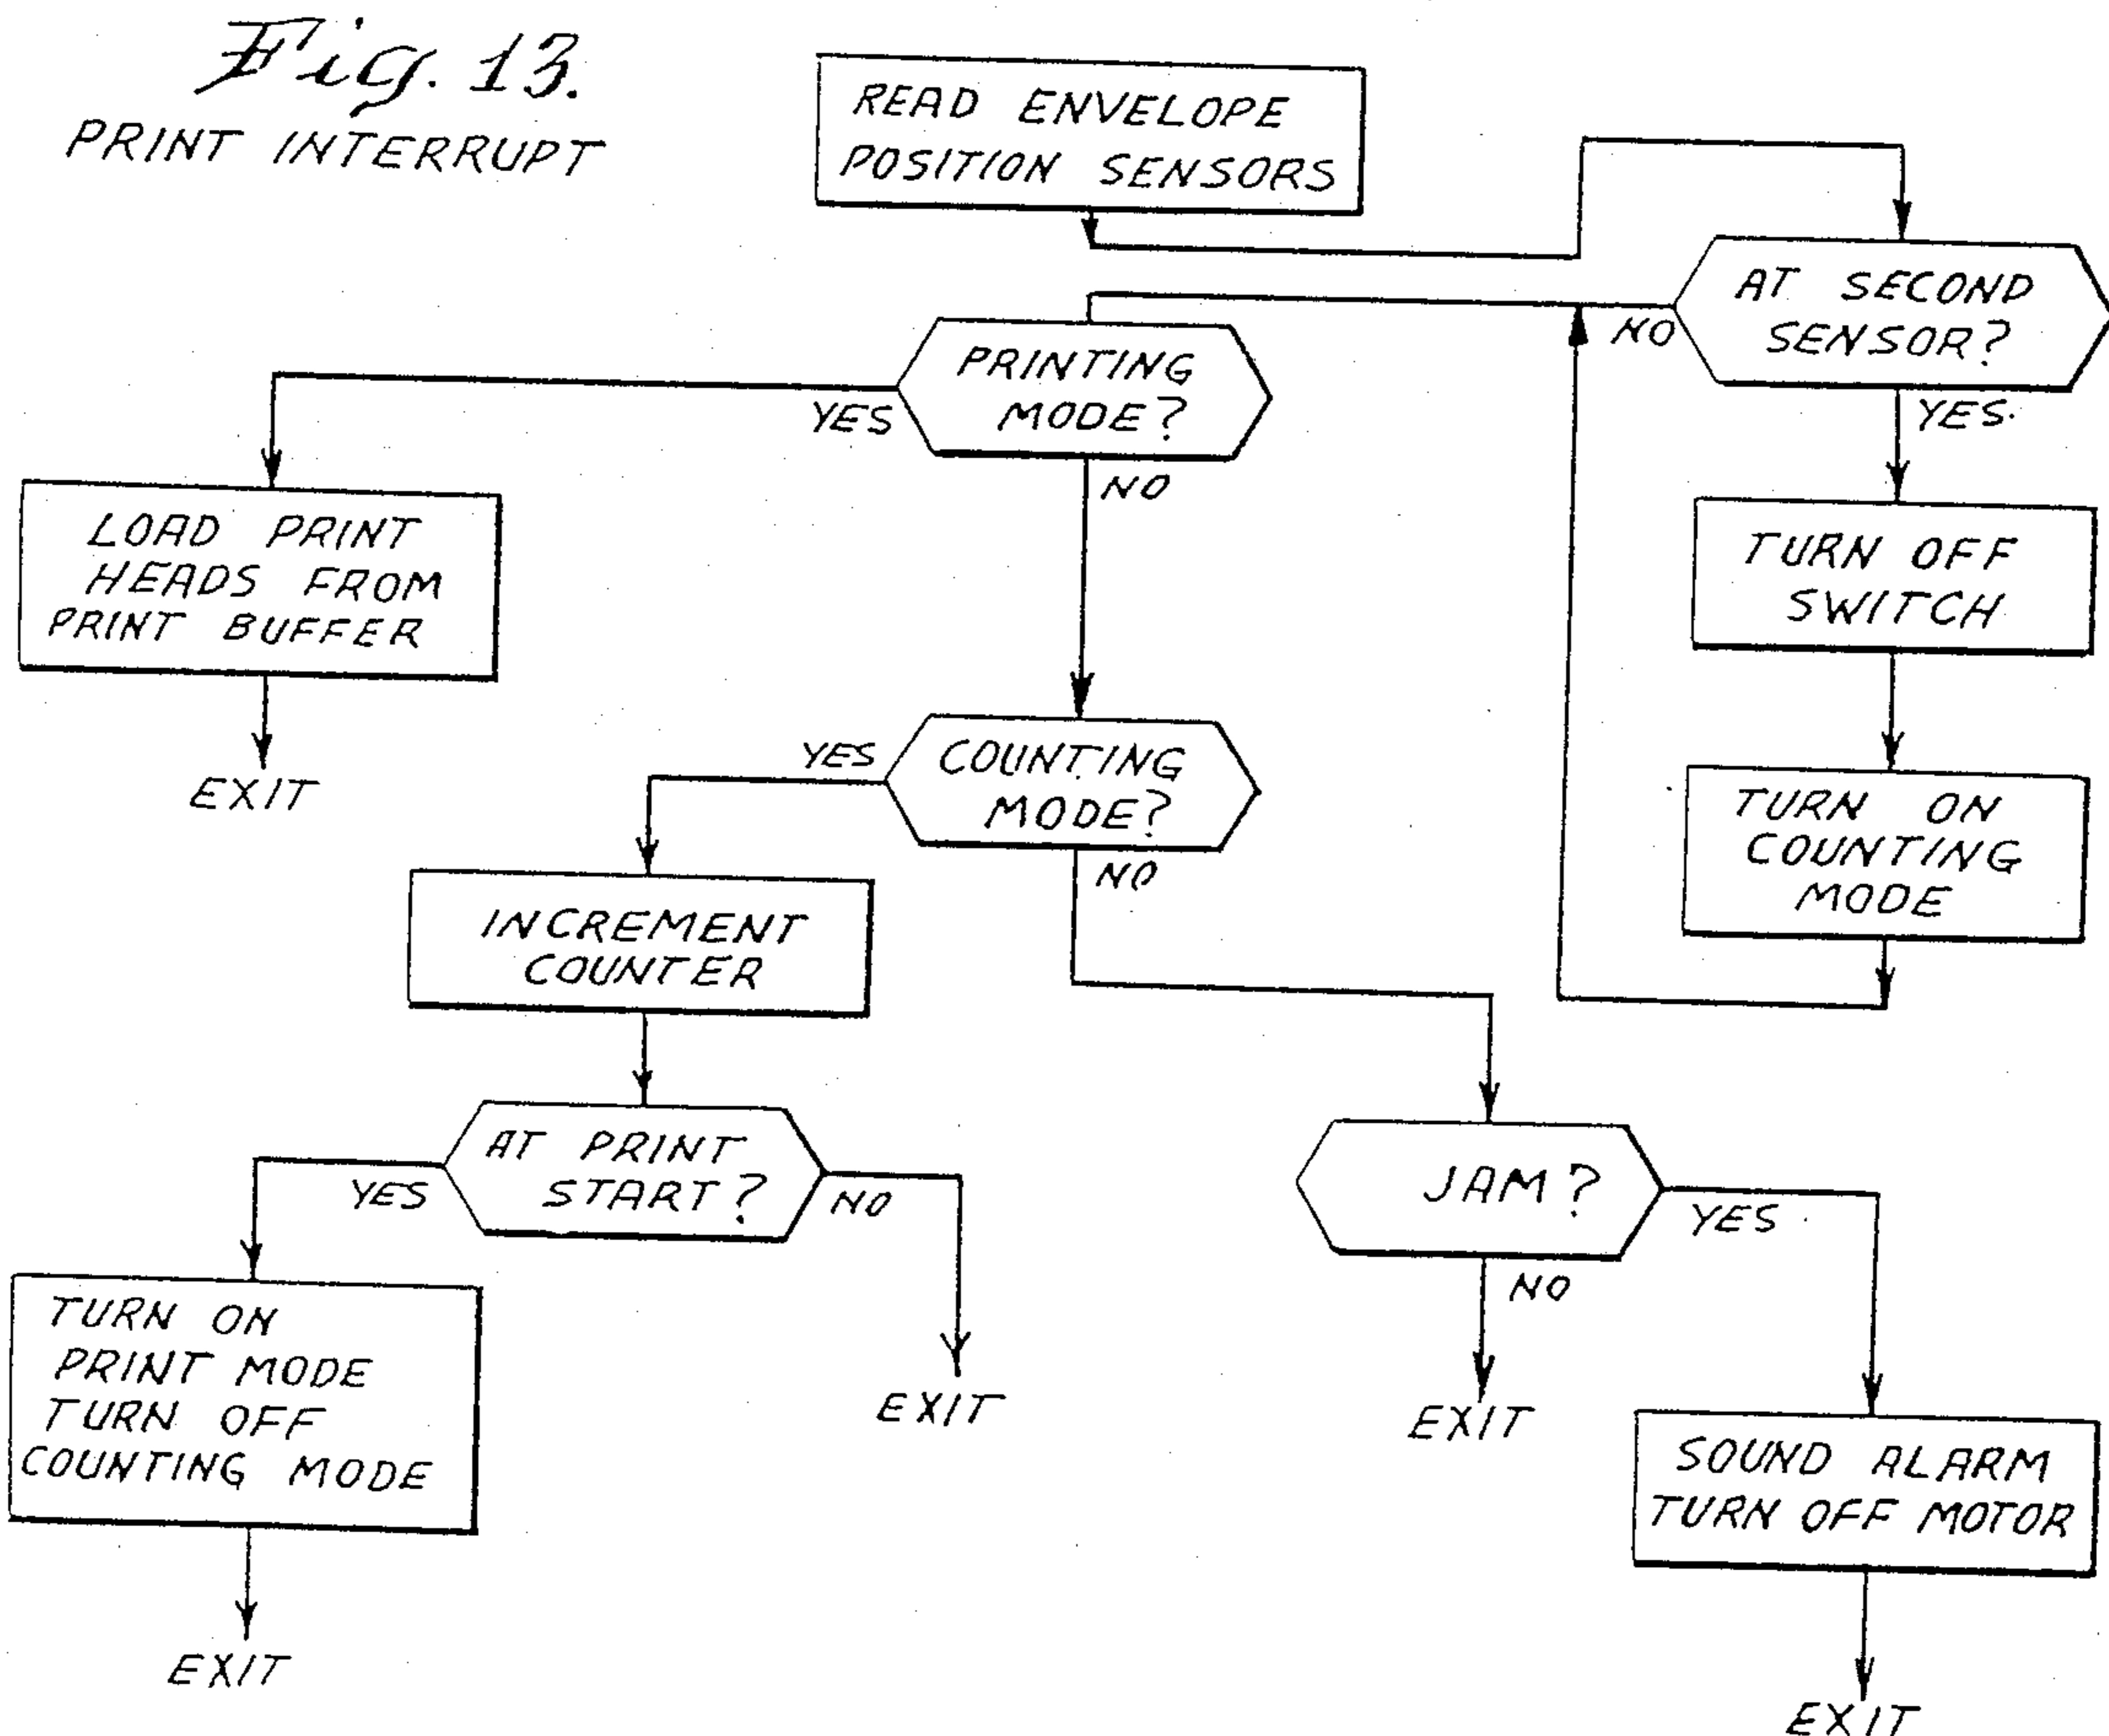 Fig. 13.
PRINT INTERRUPT
READ ENVELOPE
POSITION SENSORS
AT SECOND
SENSOR?
NO
YES
PRINTING
MODE?
YES
NO
LOAD PRINT
HEADS FROM
PRINT BUFFER
EXIT
TURN OFF
SWITCH
TURN ON
COUNTING
MODE
COUNTING
MODE?
YES
NO
INCREMENT
COUNTER
AT PRINT
START?
YES
NO
TURN ON
PRINT MODE
TURN OFF
COUNTING MODE
EXIT
EXIT
JAM?
YES
NO
EXIT
SOUND ALARM
TURN OFF MOTOR
EXIT